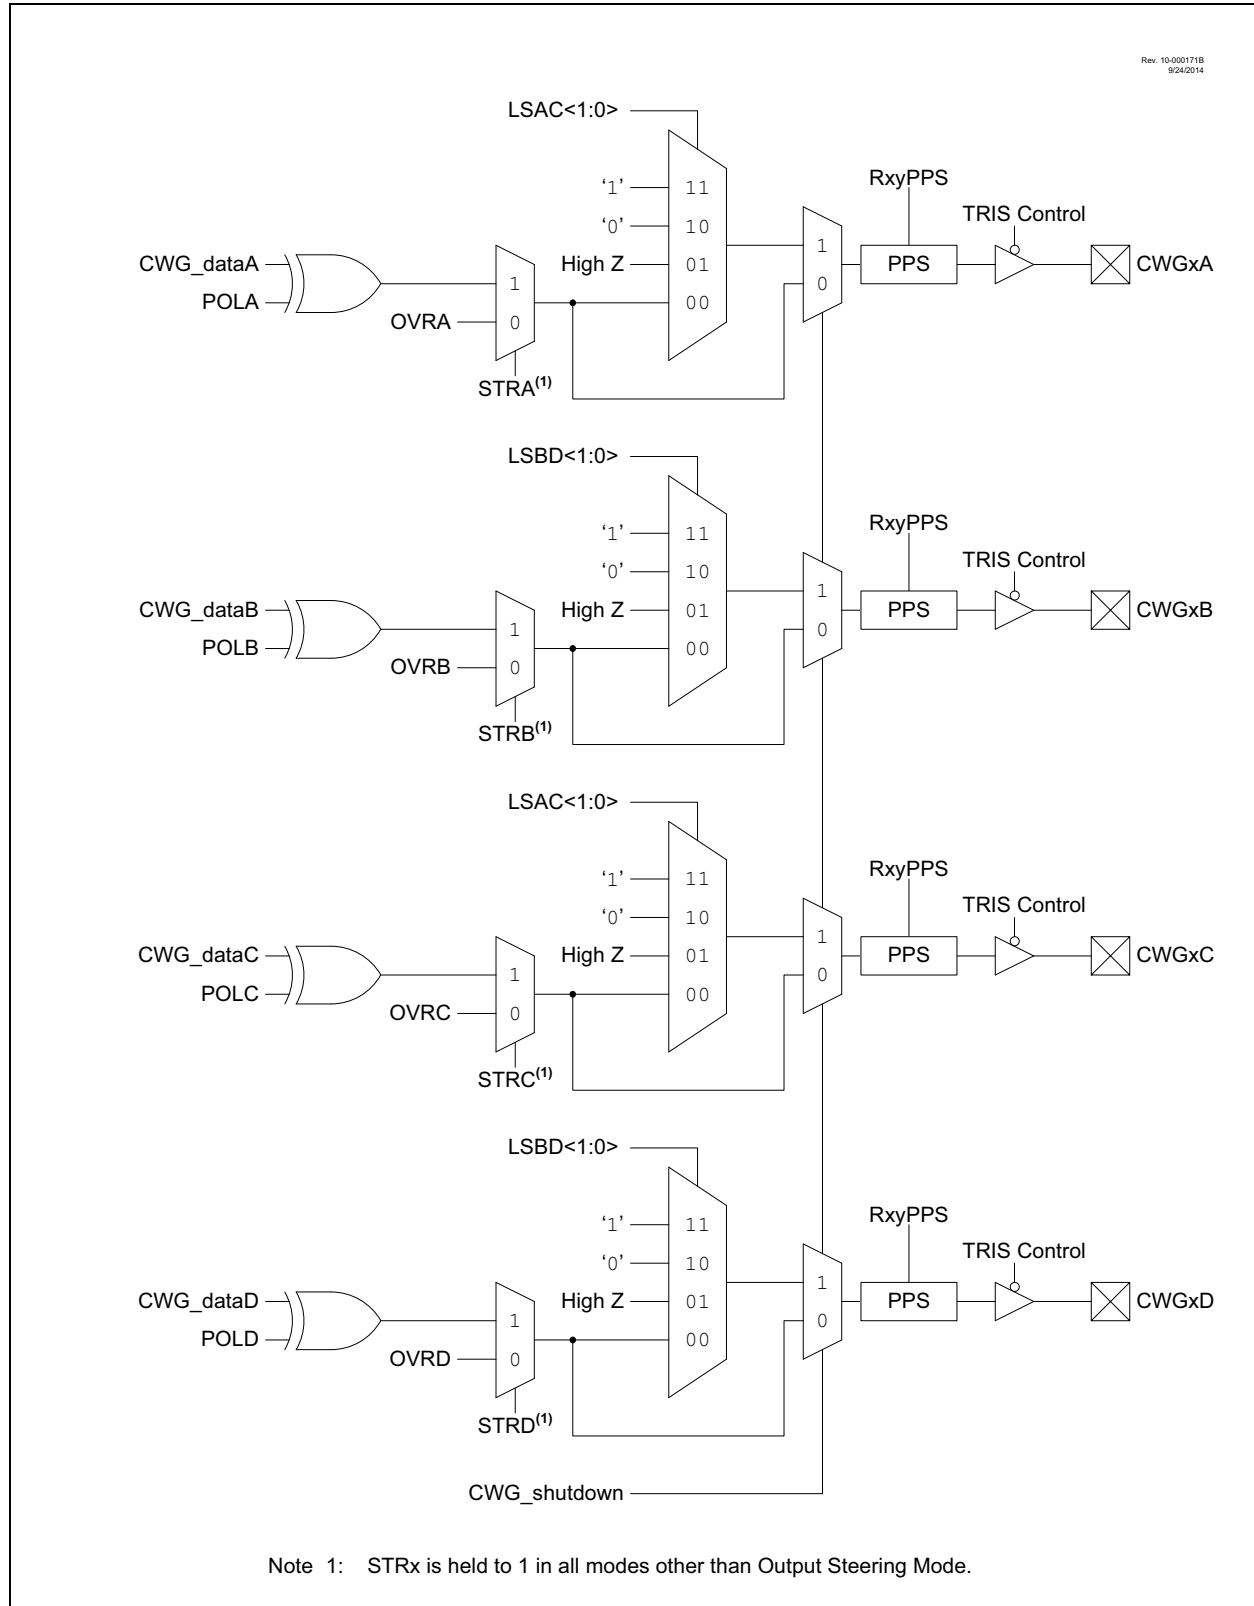 Rev. 10-000171B
9/24/2014
LSAC<1:0>
‘1’
11
‘0’
10
High Z
01
00
CWG_dataA
POLA
1
OVRA
0
STRA(1)
1
0
RxyPPS
PPS
TRIS Control
CWGxA
LSBD<1:0>
‘1’
11
‘0’
10
High Z
01
00
CWG_dataB
POLB
1
OVRB
0
STRB(1)
1
0
RxyPPS
PPS
TRIS Control
CWGxB
LSAC<1:0>
‘1’
11
‘0’
10
High Z
01
00
CWG_dataC
POLC
1
OVRC
0
STRC(1)
1
0
RxyPPS
PPS
TRIS Control
CWGxC
LSBD<1:0>
‘1’
11
‘0’
10
High Z
01
00
CWG_dataD
POLD
1
OVRD
0
STRD(1)
1
0
RxyPPS
PPS
TRIS Control
CWGxD
CWG_shutdown
Note 1: STRx is held to 1 in all modes other than Output Steering Mode.